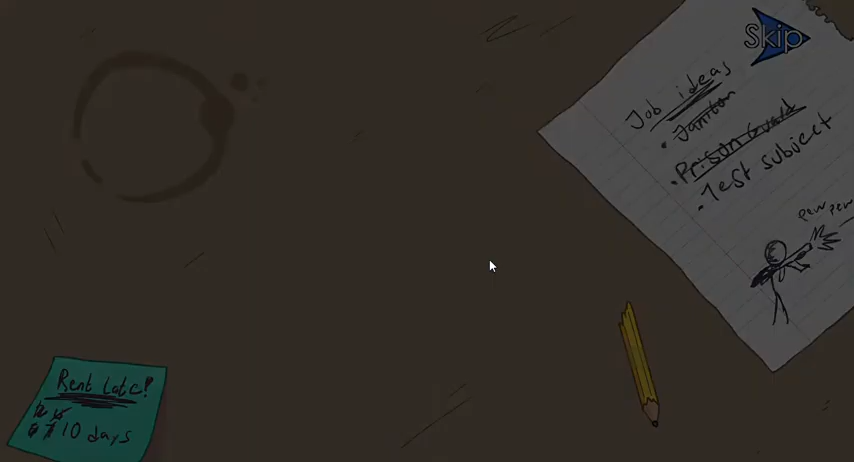 Skip
Job ideas
• Janitor
• Prison Guard
• Test subject
pew pew
Rent Late!
10 days